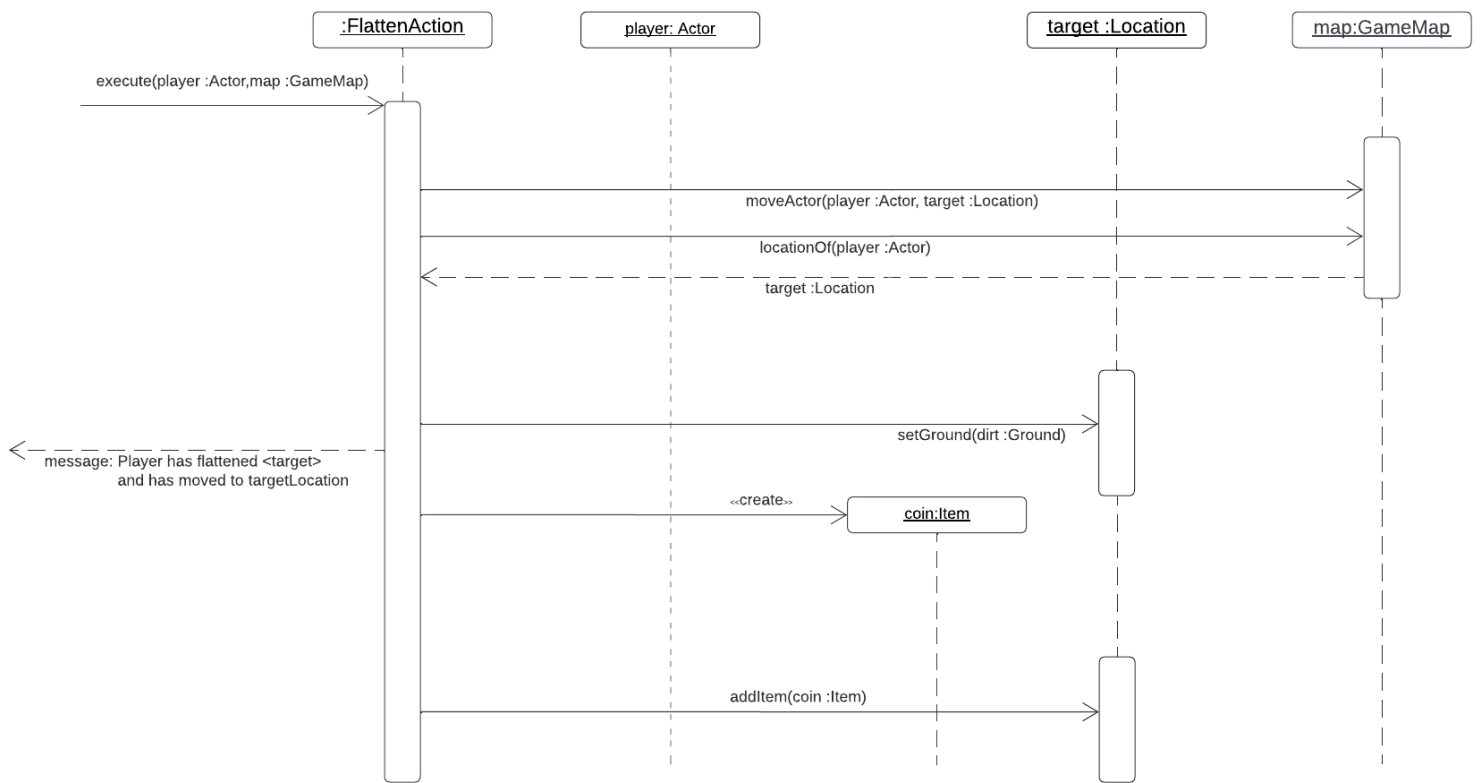 :FlattenAction
player: Actor
target :Location
map:GameMap
execute(player :Actor,map :GameMap)
moveActor(player :Actor, target :Location)
locationOf(player :Actor)
target :Location
setGround(dirt :Ground)
message: Player has flattened <target>
and has moved to targetLocation
<<create>>
coin:Item
addItem(coin :Item)